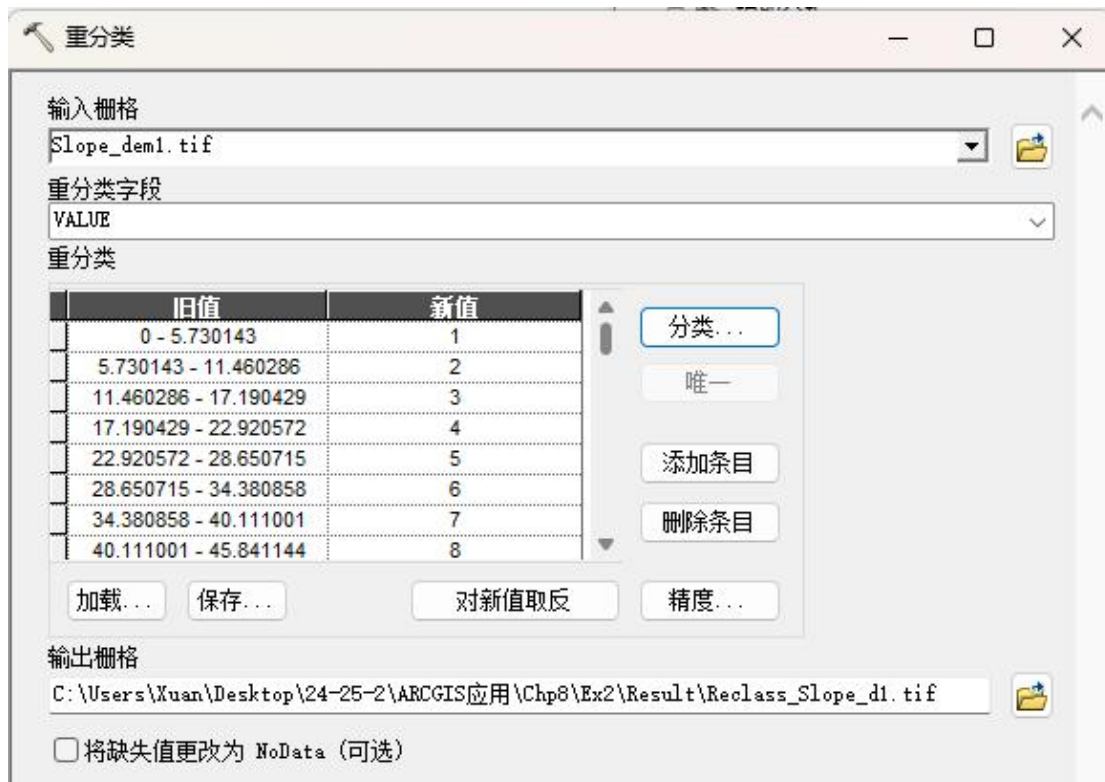 重分类
输入栅格
Slope_dem1.tif
重分类字段
VALUE
重分类
旧值 新值
0 - 5.730143 1
5.730143 - 11.460286 2
11.460286 - 17.190429 3
17.190429 - 22.920572 4
22.920572 - 28.650715 5
28.650715 - 34.380858 6
34.380858 - 40.111001 7
40.111001 - 45.841144 8
分类...
唯一
添加条目
删除条目
加载... 保存... 对新值取反 精度...
输出栅格
C:\Users\Xuan\Desktop\24-25-2\ARCGIS应用\Chp8\Ex2\Result\Reclass_Slope_d1.tif
将缺失值更改为 NoData (可选)